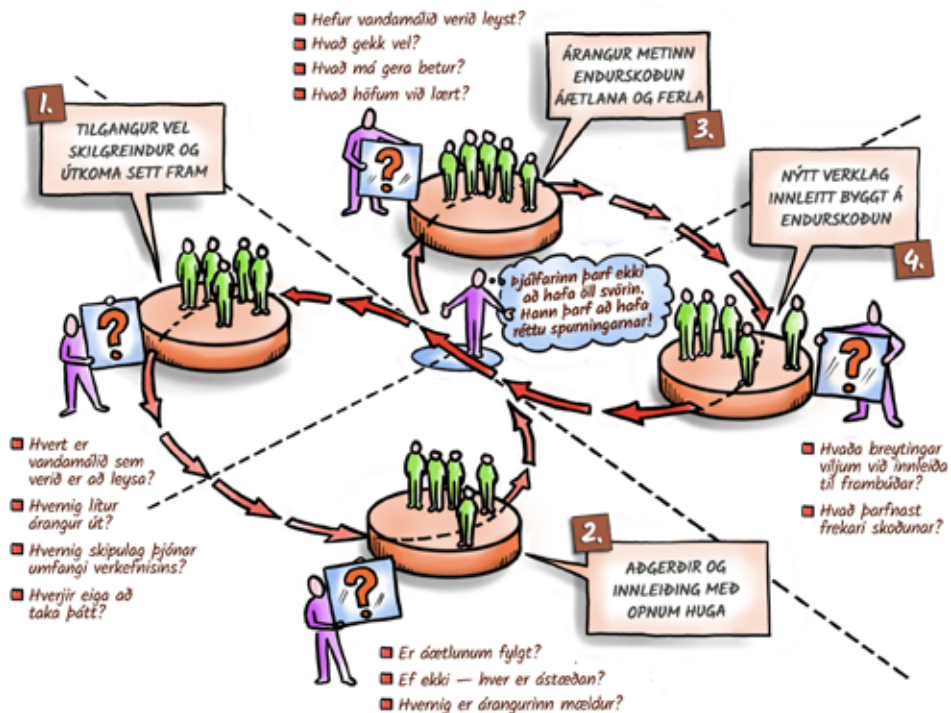 1.
TILGANGUR VEL
SKILGREINDUR OG
ÚTKOMA SETT FRAM
Hvert er
vandamálið sem
verið er að leysa?
Hvernig lítur
árangur út?
Hvernig skipulag þjónar
umfangi verkefnisins?
Hverjir eiga að
taka þátt?
2.
AÐGERÐIR OG
INNLEIÐING MEÐ
OPNUM HUGA
Er áætlunum fylgt?
Ef ekki — hver er ástæðan?
Hvernig er árangurinn mældur?
Hefur vandamálið verið leyst?
Hvað gekk vel?
Hvað má gera betur?
Hvað höfum við lært?
ÁRANGUR METINN
ENDURSKOÐUN
ÁÆTLANA OG FERLA
3.
NÝTT VERKLAG
INNLEITT BYGGT Á
ENDURSKOÐUN
4.
Hvaða breytingar
viljum við innleiða
til frambúðar?
Hvað þarfnast
frekari skoðunar?
Þjálfarinn þarf ekki
að hafa öll svörin.
Hann þarf að hafa
réttu spurningarnar!
?
?
?
?